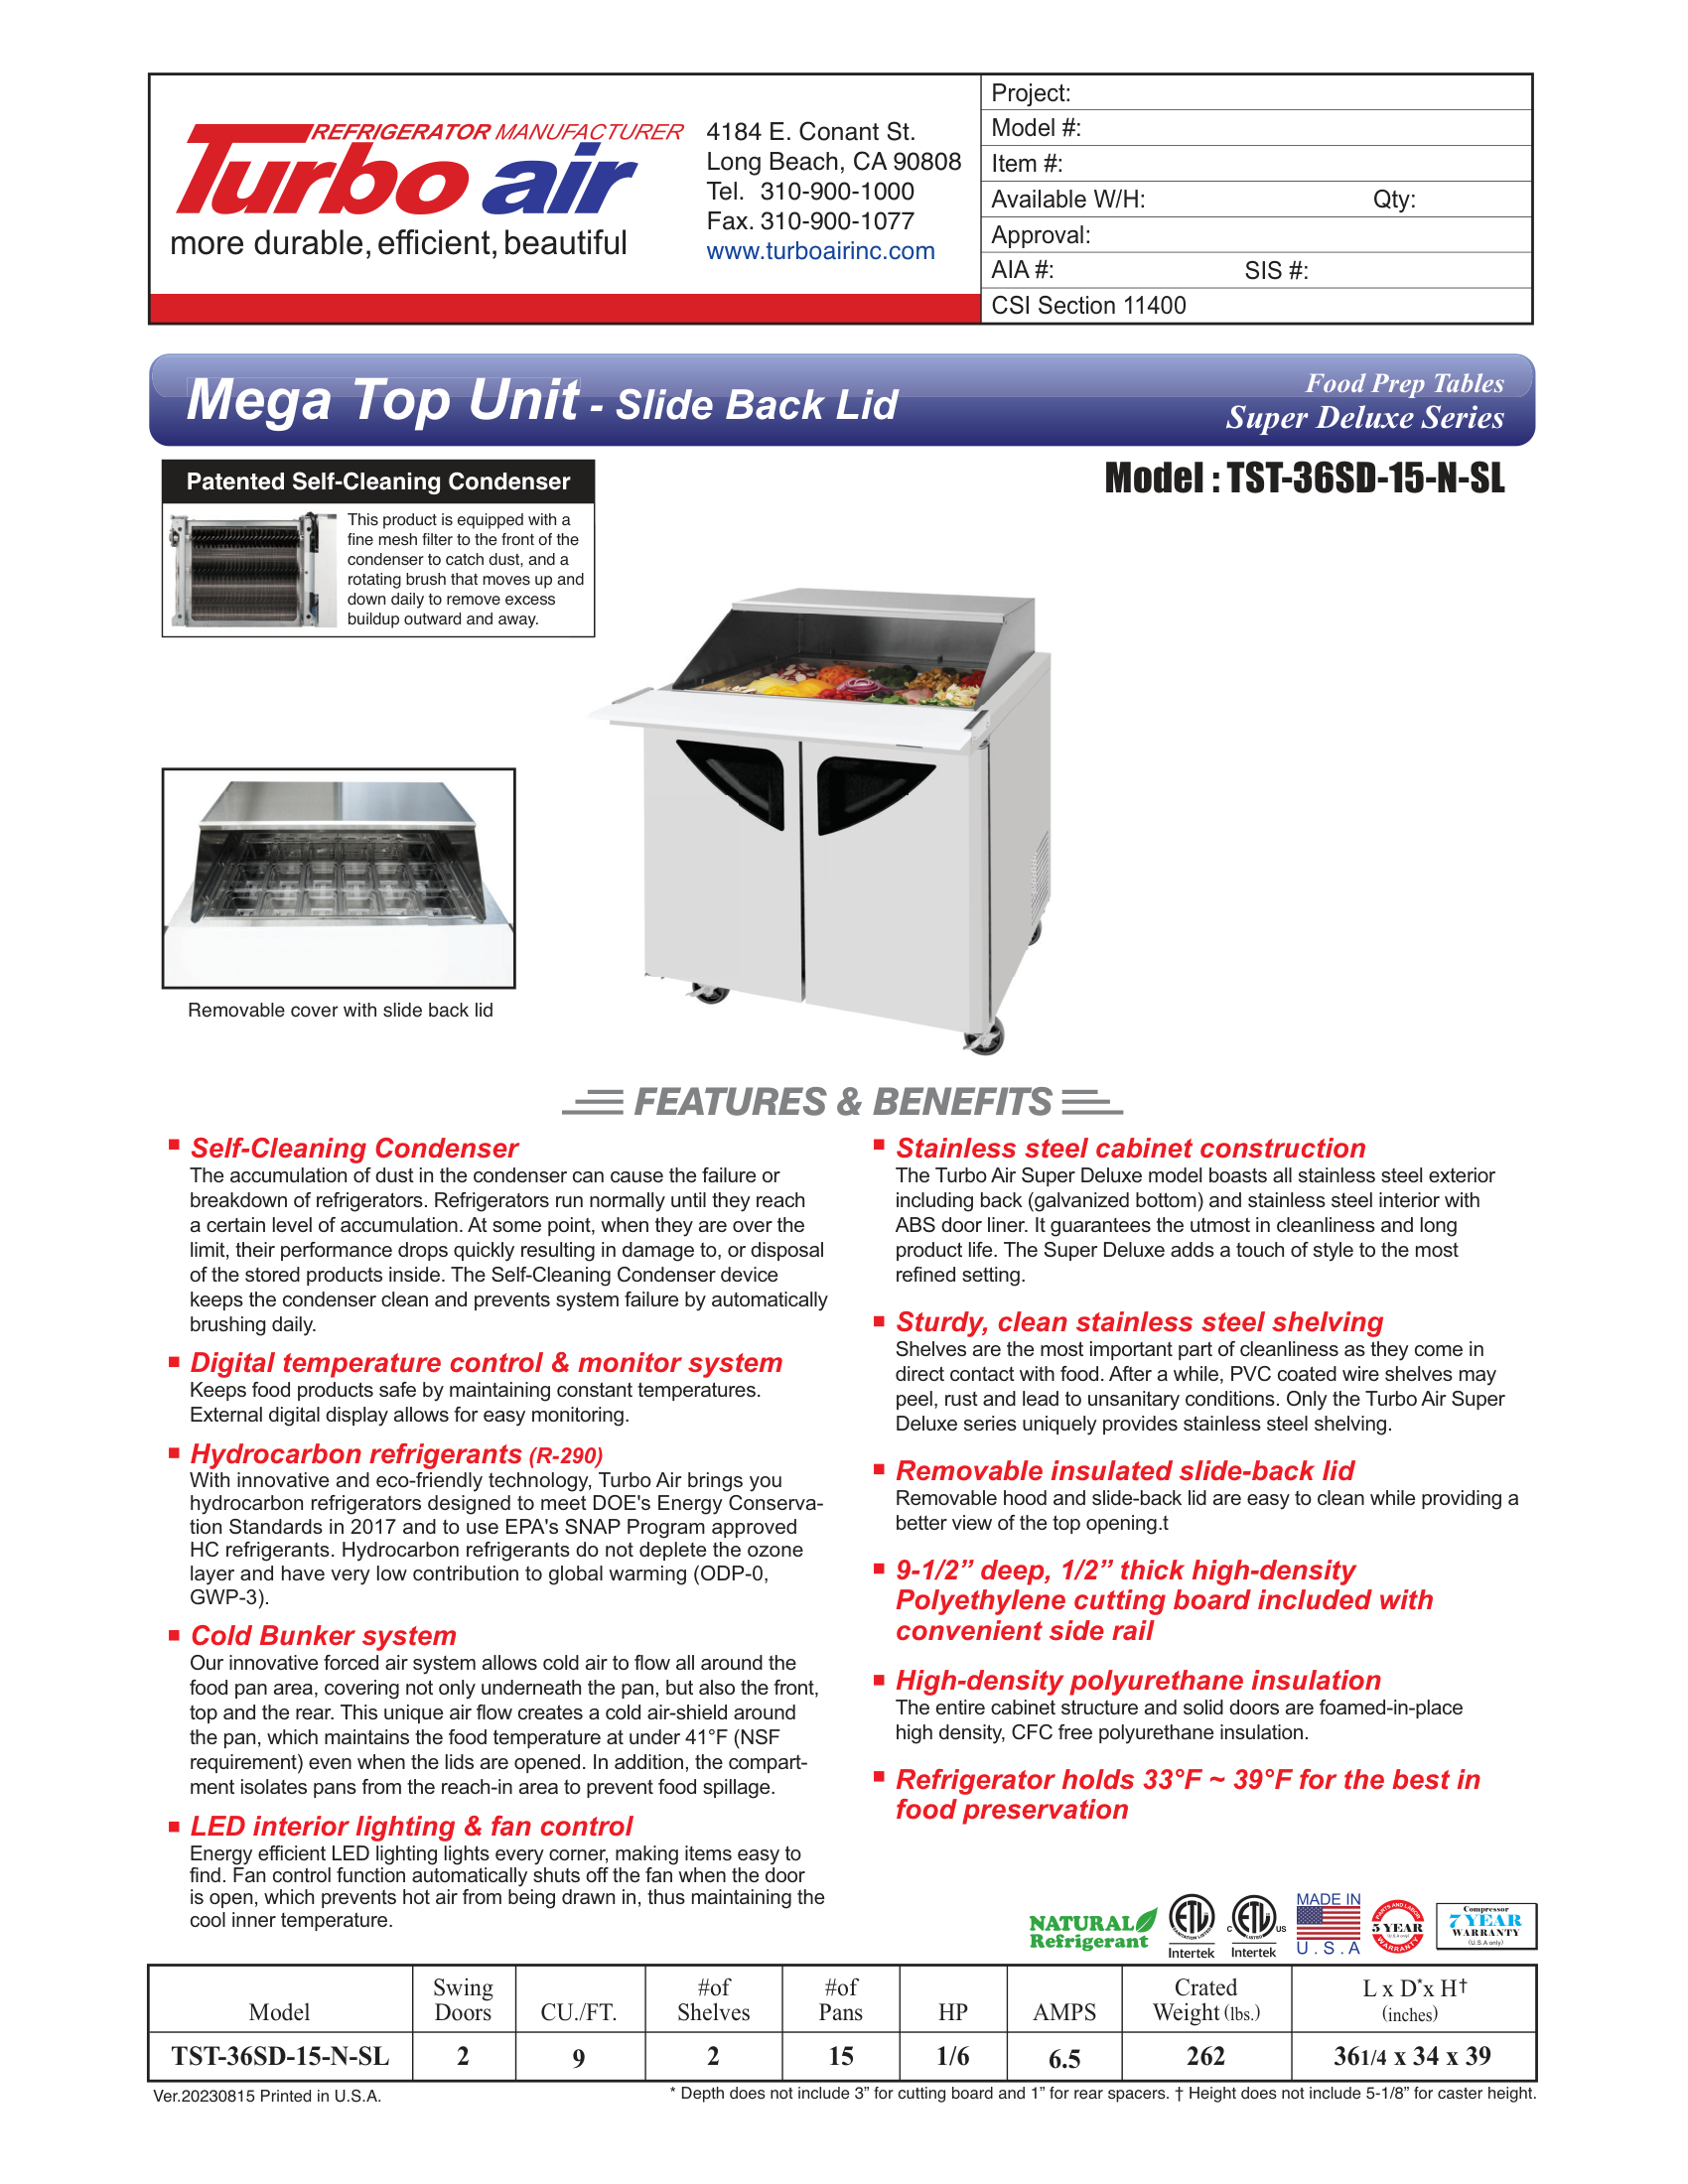 REFRIGERATOR MANUFACTURER
Turbo air
more durable, efficient, beautiful
4184 E. Conant St.
Long Beach, CA 90808
Tel. 310-900-1000
Fax. 310-900-1077
www.turboairinc.com
Project:
Model #:
Item #:
Available W/H: Qty:
Approval:
AIA #: SIS #:
CSI Section 11400
Mega Top Unit - Slide Back Lid
Food Prep Tables
Super Deluxe Series
Model : TST-36SD-15-N-SL
Patented Self-Cleaning Condenser
This product is equipped with a
fine mesh filter to the front of the
condenser to catch dust, and a
rotating brush that moves up and
down daily to remove excess
buildup outward and away.
Removable cover with slide back lid
FEATURES & BENEFITS
Self-Cleaning Condenser
The accumulation of dust in the condenser can cause the failure or
breakdown of refrigerators. Refrigerators run normally until they reach
a certain level of accumulation. At some point, when they are over the
limit, their performance drops quickly resulting in damage to, or disposal
of the stored products inside. The Self-Cleaning Condenser device
keeps the condenser clean and prevents system failure by automatically
brushing daily.
Digital temperature control & monitor system
Keeps food products safe by maintaining constant temperatures.
External digital display allows for easy monitoring.
Hydrocarbon refrigerants (R-290)
With innovative and eco-friendly technology, Turbo Air brings you
hydrocarbon refrigerators designed to meet DOE's Energy Conserva-
tion Standards in 2017 and to use EPA's SNAP Program approved
HC refrigerants. Hydrocarbon refrigerants do not deplete the ozone
layer and have very low contribution to global warming (ODP-0,
GWP-3).
Cold Bunker system
Our innovative forced air system allows cold air to flow all around the
food pan area, covering not only underneath the pan, but also the front,
top and the rear. This unique air flow creates a cold air-shield around
the pan, which maintains the food temperature at under 41°F (NSF
requirement) even when the lids are opened. In addition, the compart-
ment isolates pans from the reach-in area to prevent food spillage.
LED interior lighting & fan control
Energy efficient LED lighting lights every corner, making items easy to
find. Fan control function automatically shuts off the fan when the door
is open, which prevents hot air from being drawn in, thus maintaining the
cool inner temperature.
Stainless steel cabinet construction
The Turbo Air Super Deluxe model boasts all stainless steel exterior
including back (galvanized bottom) and stainless steel interior with
ABS door liner. It guarantees the utmost in cleanliness and long
product life. The Super Deluxe adds a touch of style to the most
refined setting.
Sturdy, clean stainless steel shelving
Shelves are the most important part of cleanliness as they come in
direct contact with food. After a while, PVC coated wire shelves may
peel, rust and lead to unsanitary conditions. Only the Turbo Air Super
Deluxe series uniquely provides stainless steel shelving.
Removable insulated slide-back lid
Removable hood and slide-back lid are easy to clean while providing a
better view of the top opening.t
9-1/2” deep, 1/2” thick high-density
Polyethylene cutting board included with
convenient side rail
High-density polyurethane insulation
The entire cabinet structure and solid doors are foamed-in-place
high density, CFC free polyurethane insulation.
Refrigerator holds 33°F ~ 39°F for the best in
food preservation
NATURAL
Refrigerant
ETL
SANITATION LISTED
Intertek
C ETL US
LISTED
Intertek
MADE IN
U.S.A
PARTS AND LABOR
5 YEAR
(U.S.A only)
WARRANTY
Compressor
7 YEAR
WARRANTY
(U.S.A only)
Model Swing Doors CU./FT. #of Shelves #of Pans HP AMPS Crated Weight (lbs.) L x D* x H† (inches)
TST-36SD-15-N-SL 2 9 2 15 1/6 6.5 262 361/4 x 34 x 39
Ver.20230815 Printed in U.S.A.
* Depth does not include 3” for cutting board and 1” for rear spacers. † Height does not include 5-1/8” for caster height.